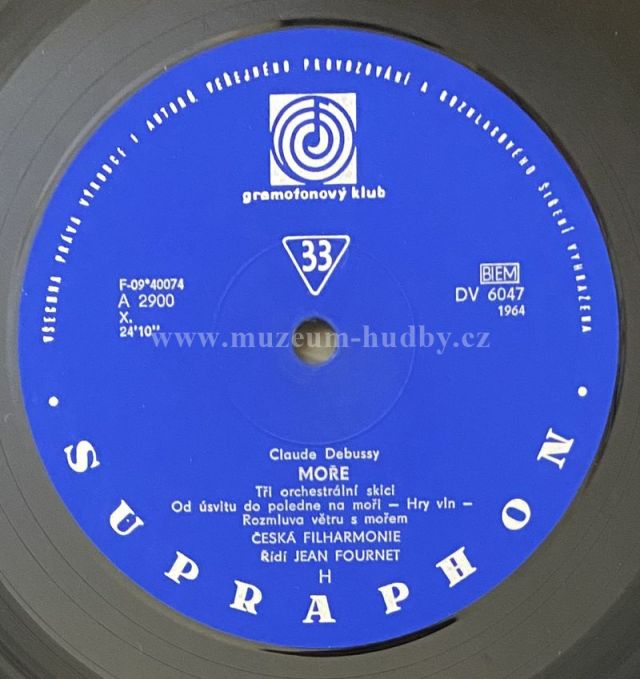 VŠECHNA PRÁVA VÝROBCE I AUTORŮ VEŘEJNÉHO PROVOZOVÁNÍ A ROZHLASOVÉHO ŠÍŘENÍ VYHRAZENA
gramofonový klub
33
F-09*40074
A 2900
X.
24'10''
BIEM
DV 6047
1964
www.muzeum-hudby.cz
Claude Debussy
MOŘE
Tři orchestrální skici
Od úsvitu do poledne na moři – Hry vln –
Rozmluva větru s mořem
ČESKÁ FILHARMONIE
Řídí JEAN FOURNET
H
• SUPRAPHON •